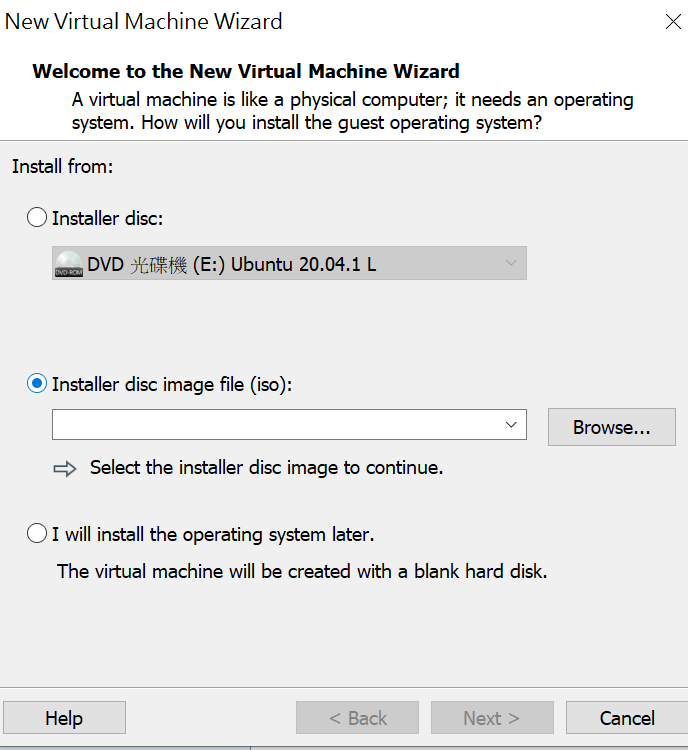 New Virtual Machine Wizard
Welcome to the New Virtual Machine Wizard
A virtual machine is like a physical computer; it needs an operating
system. How will you install the guest operating system?
Install from:
Installer disc:
DVD-ROM
DVD 光碟機 (E:) Ubuntu 20.04.1 L
Installer disc image file (iso):
Browse...
Select the installer disc image to continue.
I will install the operating system later.
The virtual machine will be created with a blank hard disk.
Help
< Back
Next >
Cancel